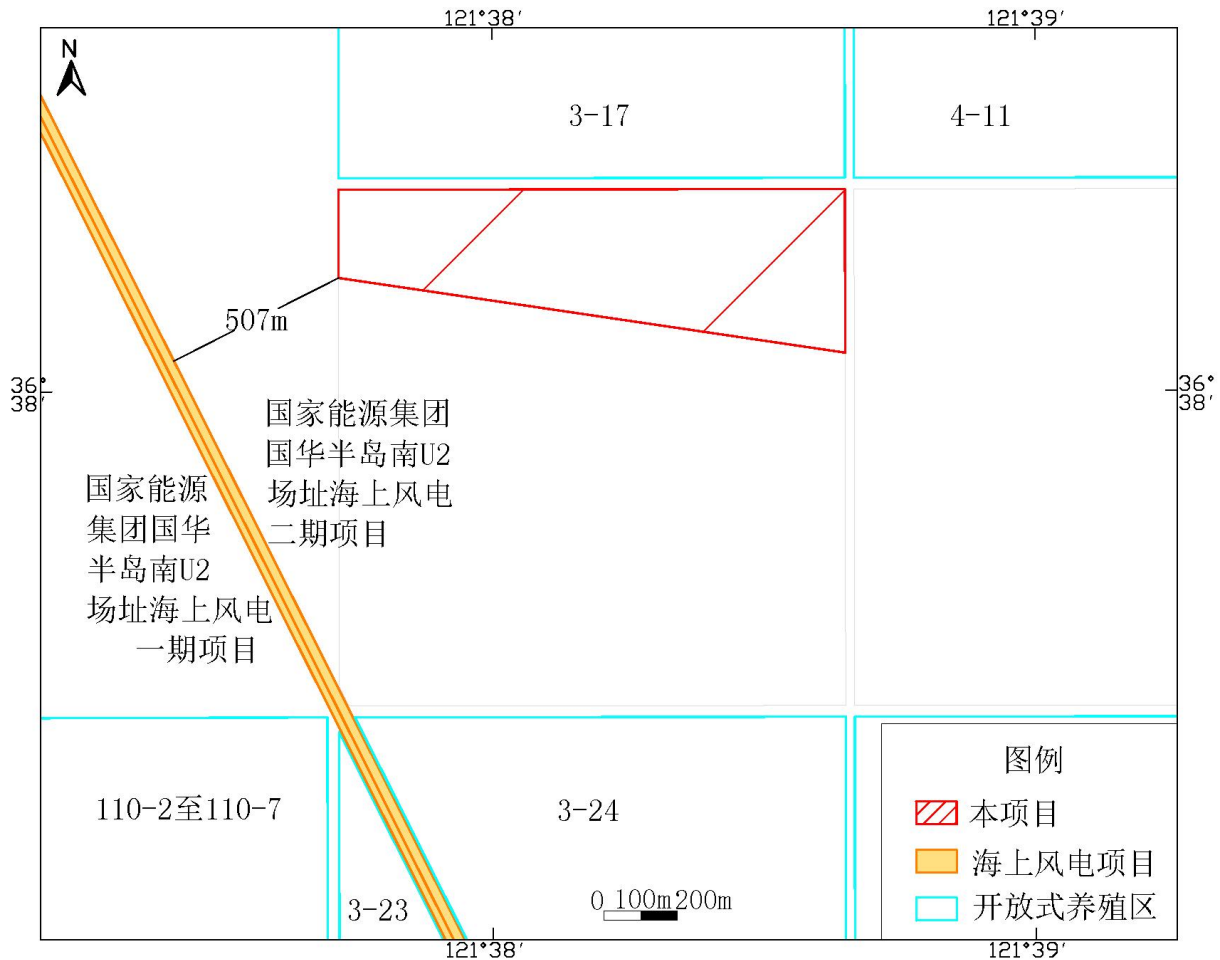 121°38′
121°39′
N
3-17
4-11
507m
36°
38′
36°
38′
国家能源集团
国华半岛南U2
场址海上风电
二期项目
国家能源
集团国华
半岛南U2
场址海上风电
一期项目
图例
本项目
海上风电项目
开放式养殖区
110-2至110-7
3-24
3-23
0 100m 200m
121°38′
121°39′